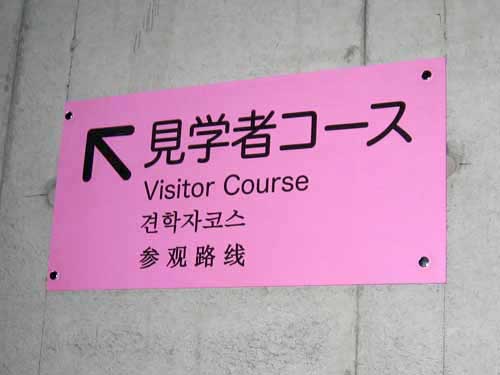 見学者コース
Visitor Course
견학자코스
参观路线